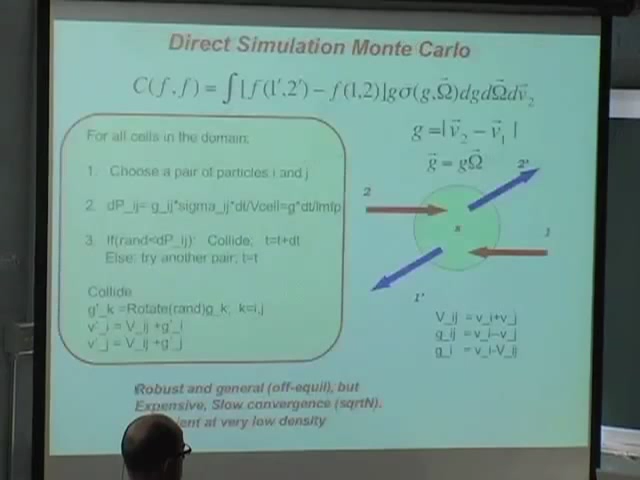 Direct Simulation Monte Carlo
C(f,f) = ∫[f(1',2') − f(1,2)]gσ(g,Ω⃗)dgdΩ⃗dv⃗₂
g =| v⃗₂ − v⃗₁ |
g⃗ = gΩ⃗
For all cells in the domain:
1. Choose a pair of particles i and j
2. dP_ij= g_ij*sigma_ij*dt/Vcell=g*dt/lmfp
3. If(rand<dP_ij): Collide; t=t+dt
Else: try another pair; t=t
Collide
g'_k =Rotate(rand)g_k; k=i,j
v'_i = V_ij +g'_i
v'_j = V_ij +g'_j
2'
2
1
1'
V_ij =v_i+v_j
g_ij =v_i-v_j
g_i =v_i-V_ij
Robust and general (off-equil), but
Expensive, Slow convergence (sqrtN).
at very low density